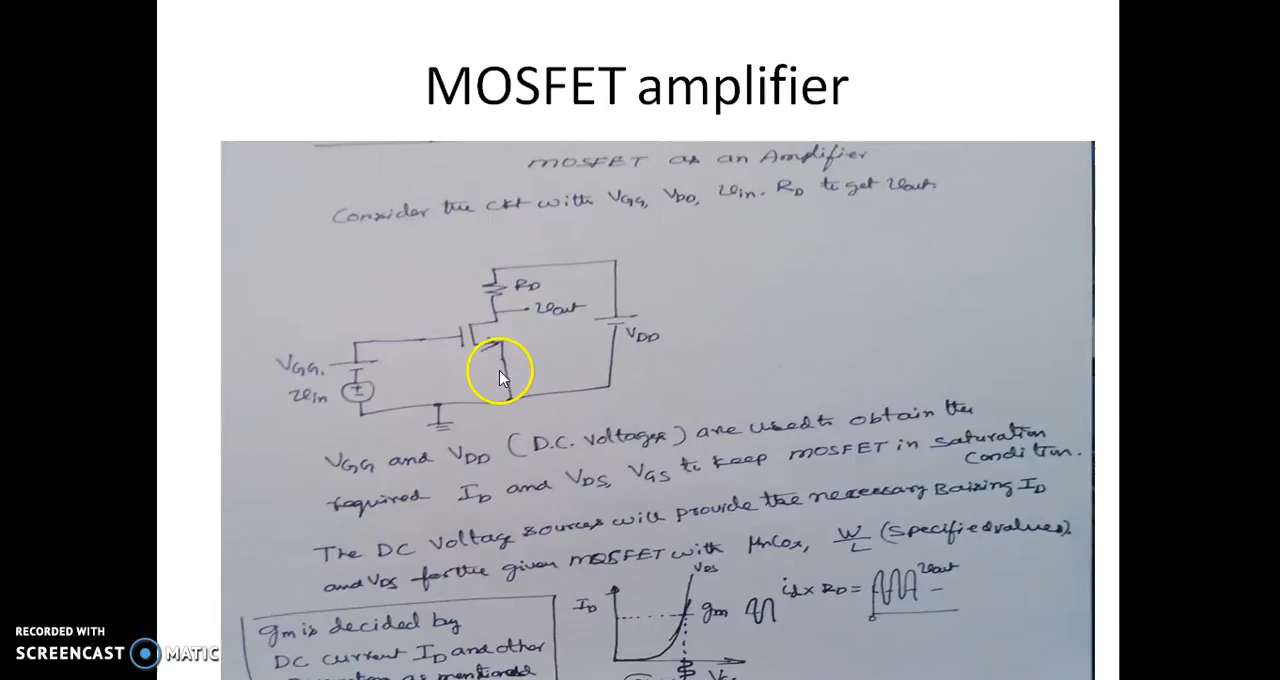 MOSFET amplifier
MOSFET as an Amplifier
Consider the CKT with VGG, VDD, vin. RD to get vout.
RD
vout
VDD
VGG
vin
VGG and VDD (D.C. Voltages) are used to obtain the
required ID and VDS, VGS to keep MOSFET in Saturation
Condition.
The DC Voltage sources will provide the necessary Baising ID
and VDS for the given MOSFET with μnCox, W/L (Specified values).
VDS
ID
gm
id x RD =
vout
gm is decided by
DC current ID and other
as mentioned
RECORDED WITH
SCREENCAST MATIC